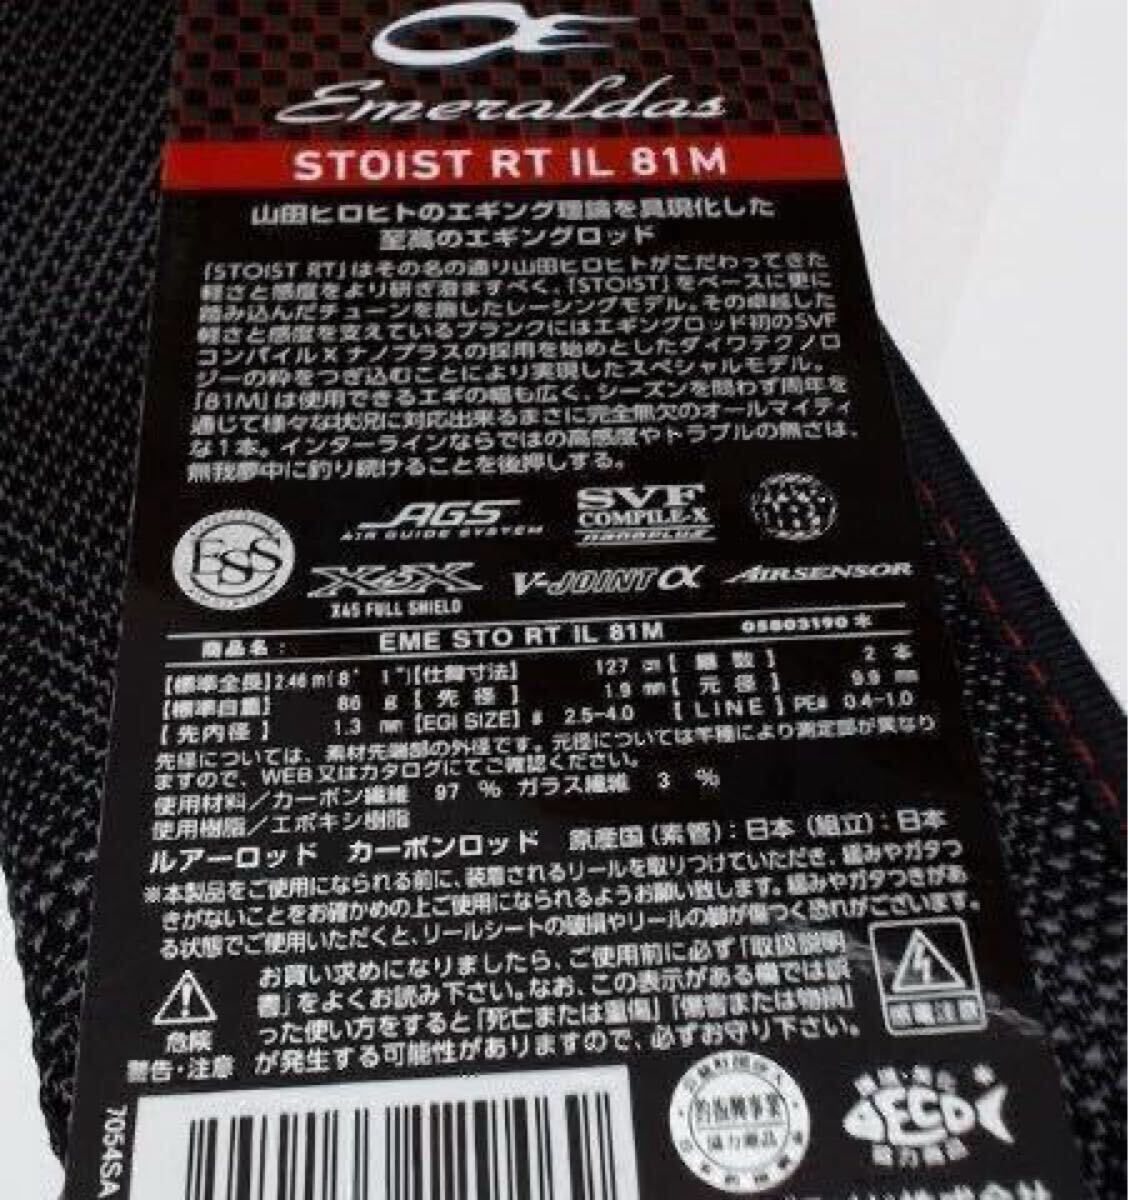 Emeraldas
STOIST RT IL 81M
山田ヒロヒトのエギング理論を具現化した
至高のエギングロッド
「STOIST RT」はその名の通り山田ヒロヒトがこだわってきた
軽さと感度をより研ぎ澄ますべく、「STOIST」をベースに更に
踏み込んだチューンを施したレーシングモデル。その卓越した
軽さと感度を支えているブランクにはエギングロッド初のSVF
コンパイルX ナノプラスの採用を始めとしたダイワテクノロ
ジーの粋をつぎ込むことにより実現したスペシャルモデル。
「81M」は使用できるエギの幅も広く、シーズンを問わず周年を
通じて様々な状況に対応出来るまさに完全無欠のオールマイティ
な1本。インターラインならではの高感度やトラブルの無さは、
無我夢中に釣り続けることを後押しする。
ESS
AGS
AIR GUIDE SYSTEM
SVF
COMPILE-X
nanoplus
X45X
X45 FULL SHIELD
V-JOINT α
AIRSENSOR
商品名： EME STO RT IL 81M 05803190*
【標準全長】2.46m(8' 1")【仕舞寸法】 127 cm【継数】 2 本
【標準自重】 86 g【先径】 1.9 mm【元径】 9.9 mm
【先内径】 1.3 mm【EGI SIZE】# 2.5-4.0 【LINE】PE# 0.4-1.0
先径については、素材先端部の外径です。元径については竿種により測定部が異なり
ますので、WEB又はカタログにてご確認ください。
使用材料／カーボン繊維 97 % ガラス繊維 3 %
使用樹脂／エポキシ樹脂
ルアーロッド カーボンロッド 原産国（素管）：日本（組立）：日本
※本製品をご使用になられる前に、装着されるリールを取りつけていただき、緩みやガタつ
きがないことをお確かめの上ご使用になられるようお願い致します。緩みやガタつきがあ
る状態でご使用いただくと、リールシートの破損やリールの脚が傷つく恐れがございます。
危険
警告・注意
お買い求めになりましたら、ご使用前に必ず「取扱説明
書」をよくお読み下さい。なお、この表示がある欄では誤
った使い方をすると「死亡または重傷」「傷害または物損」
が発生する可能性がありますので、必ずお守り下さい。
感電注意
7054SA
公益財団法人
釣振興事業
協力商品
ECO
協力商品